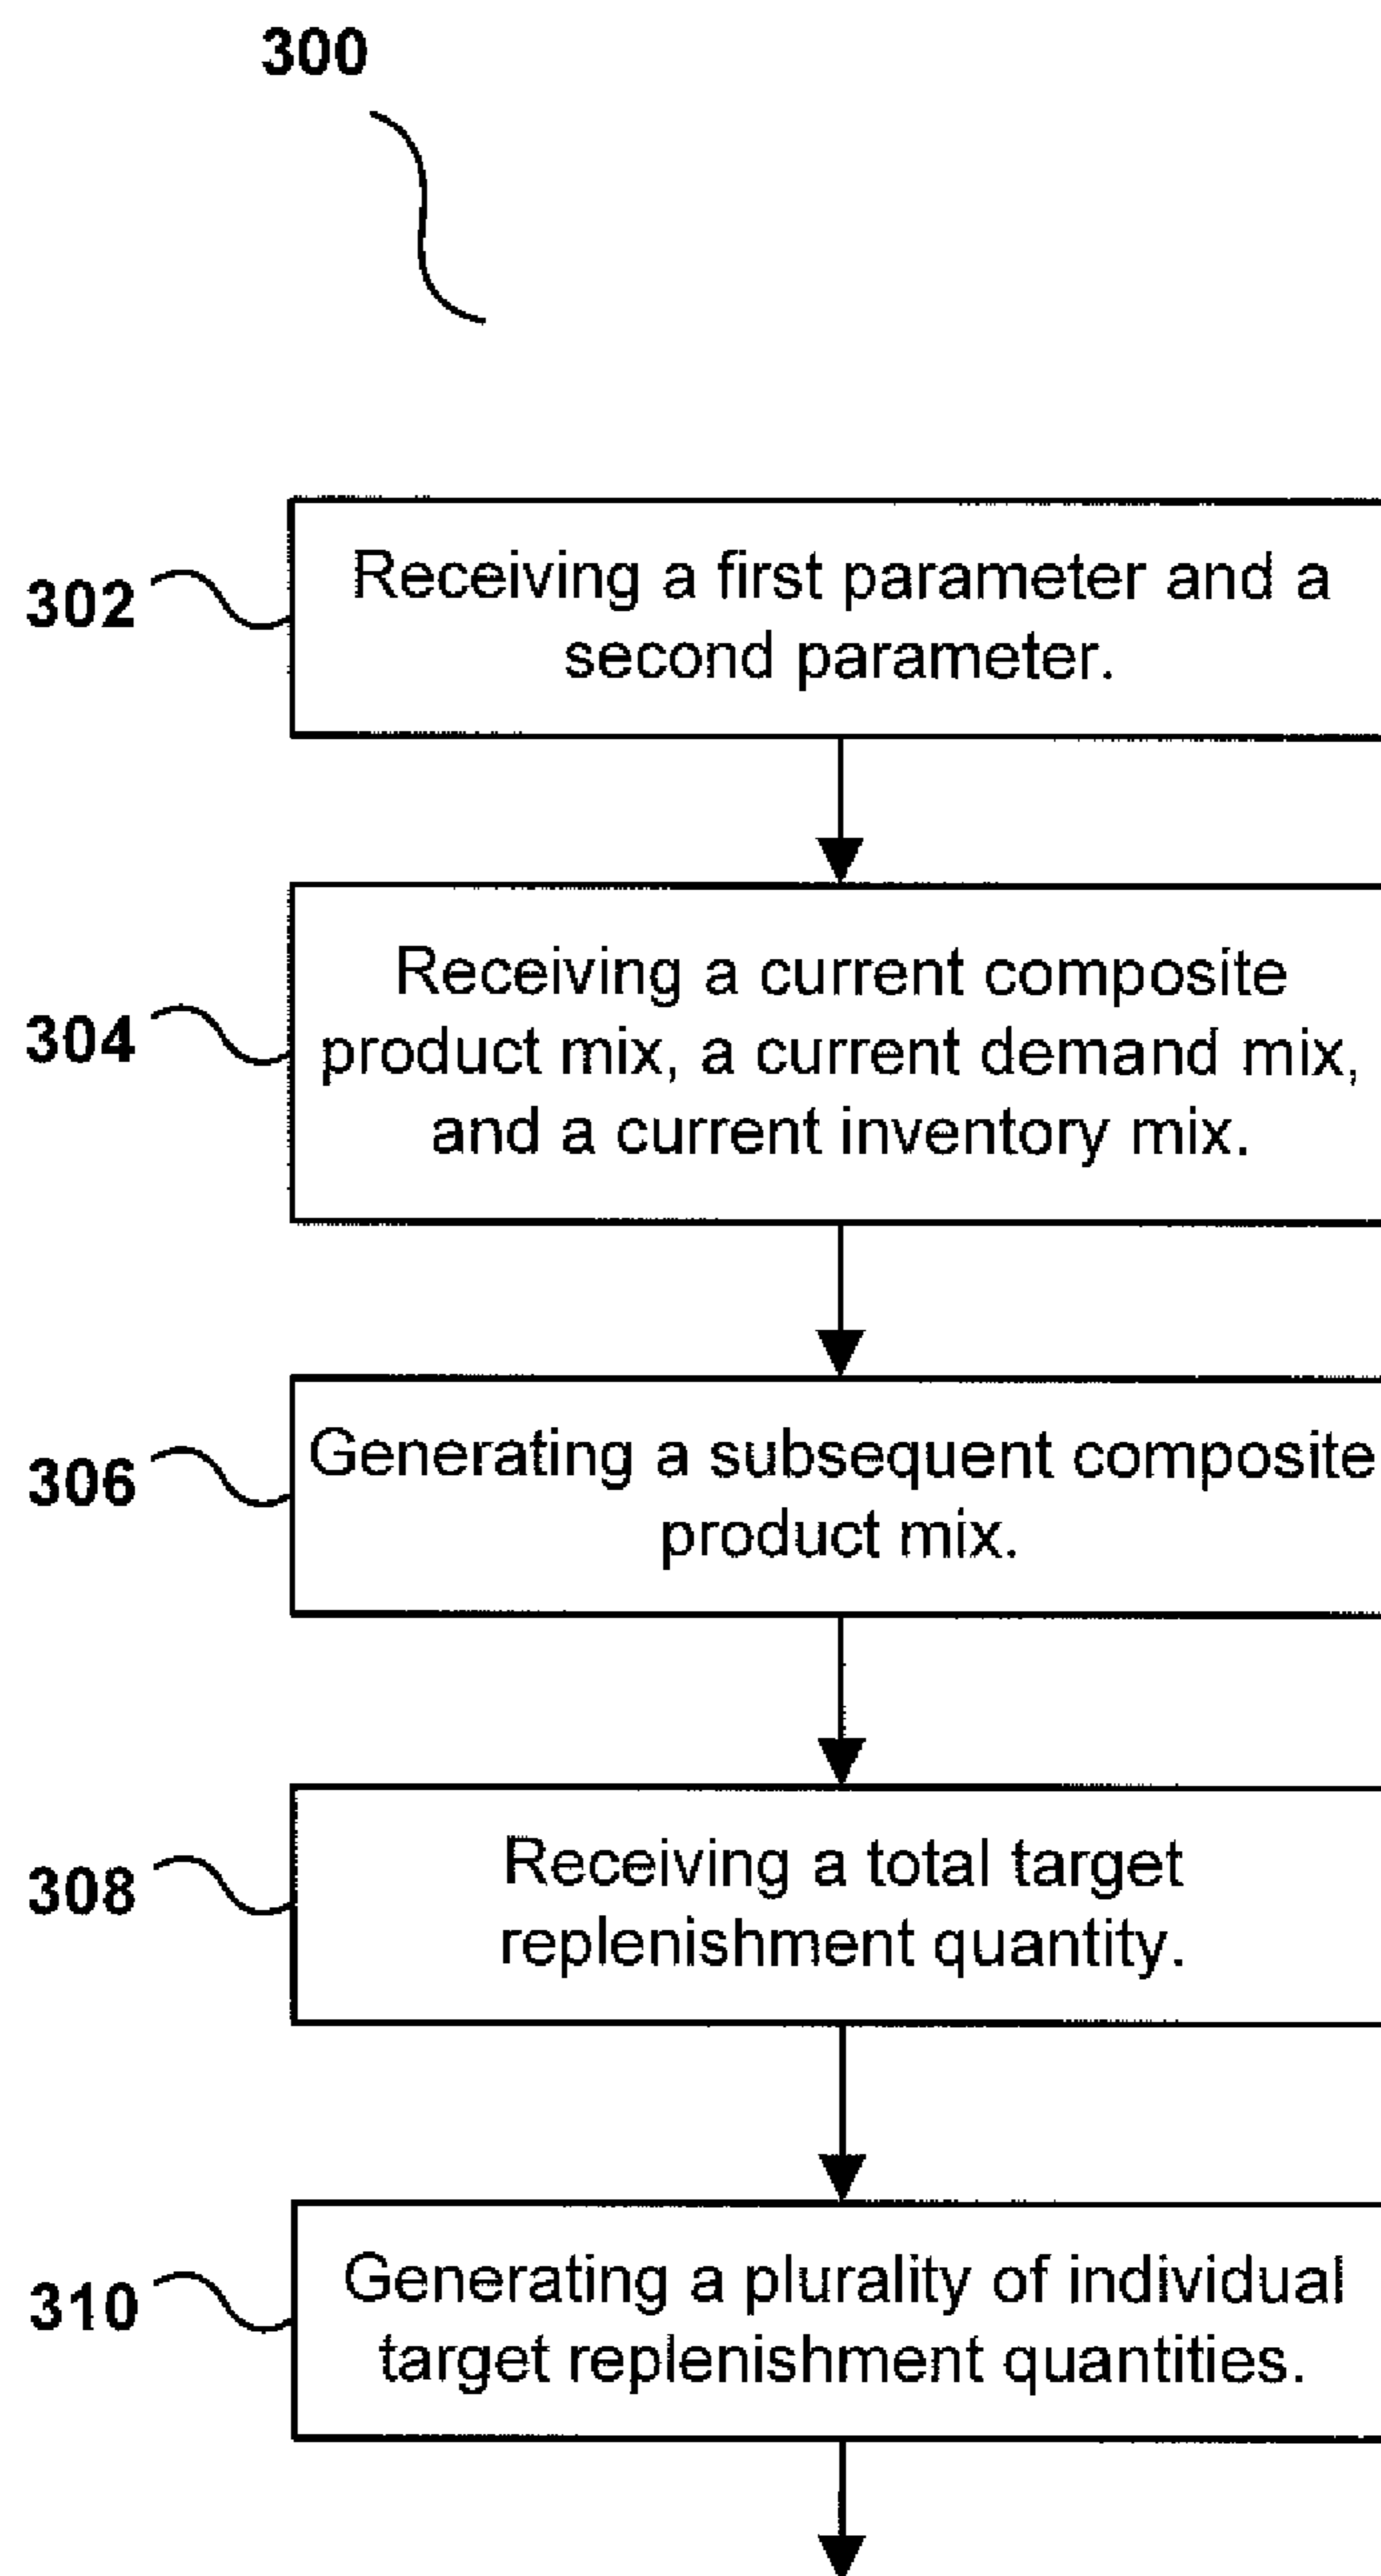 300
302
Receiving a first parameter and a
second parameter.
304
Receiving a current composite
product mix, a current demand mix,
and a current inventory mix.
306
Generating a subsequent composite
product mix.
308
Receiving a total target
replenishment quantity.
310
Generating a plurality of individual
target replenishment quantities.